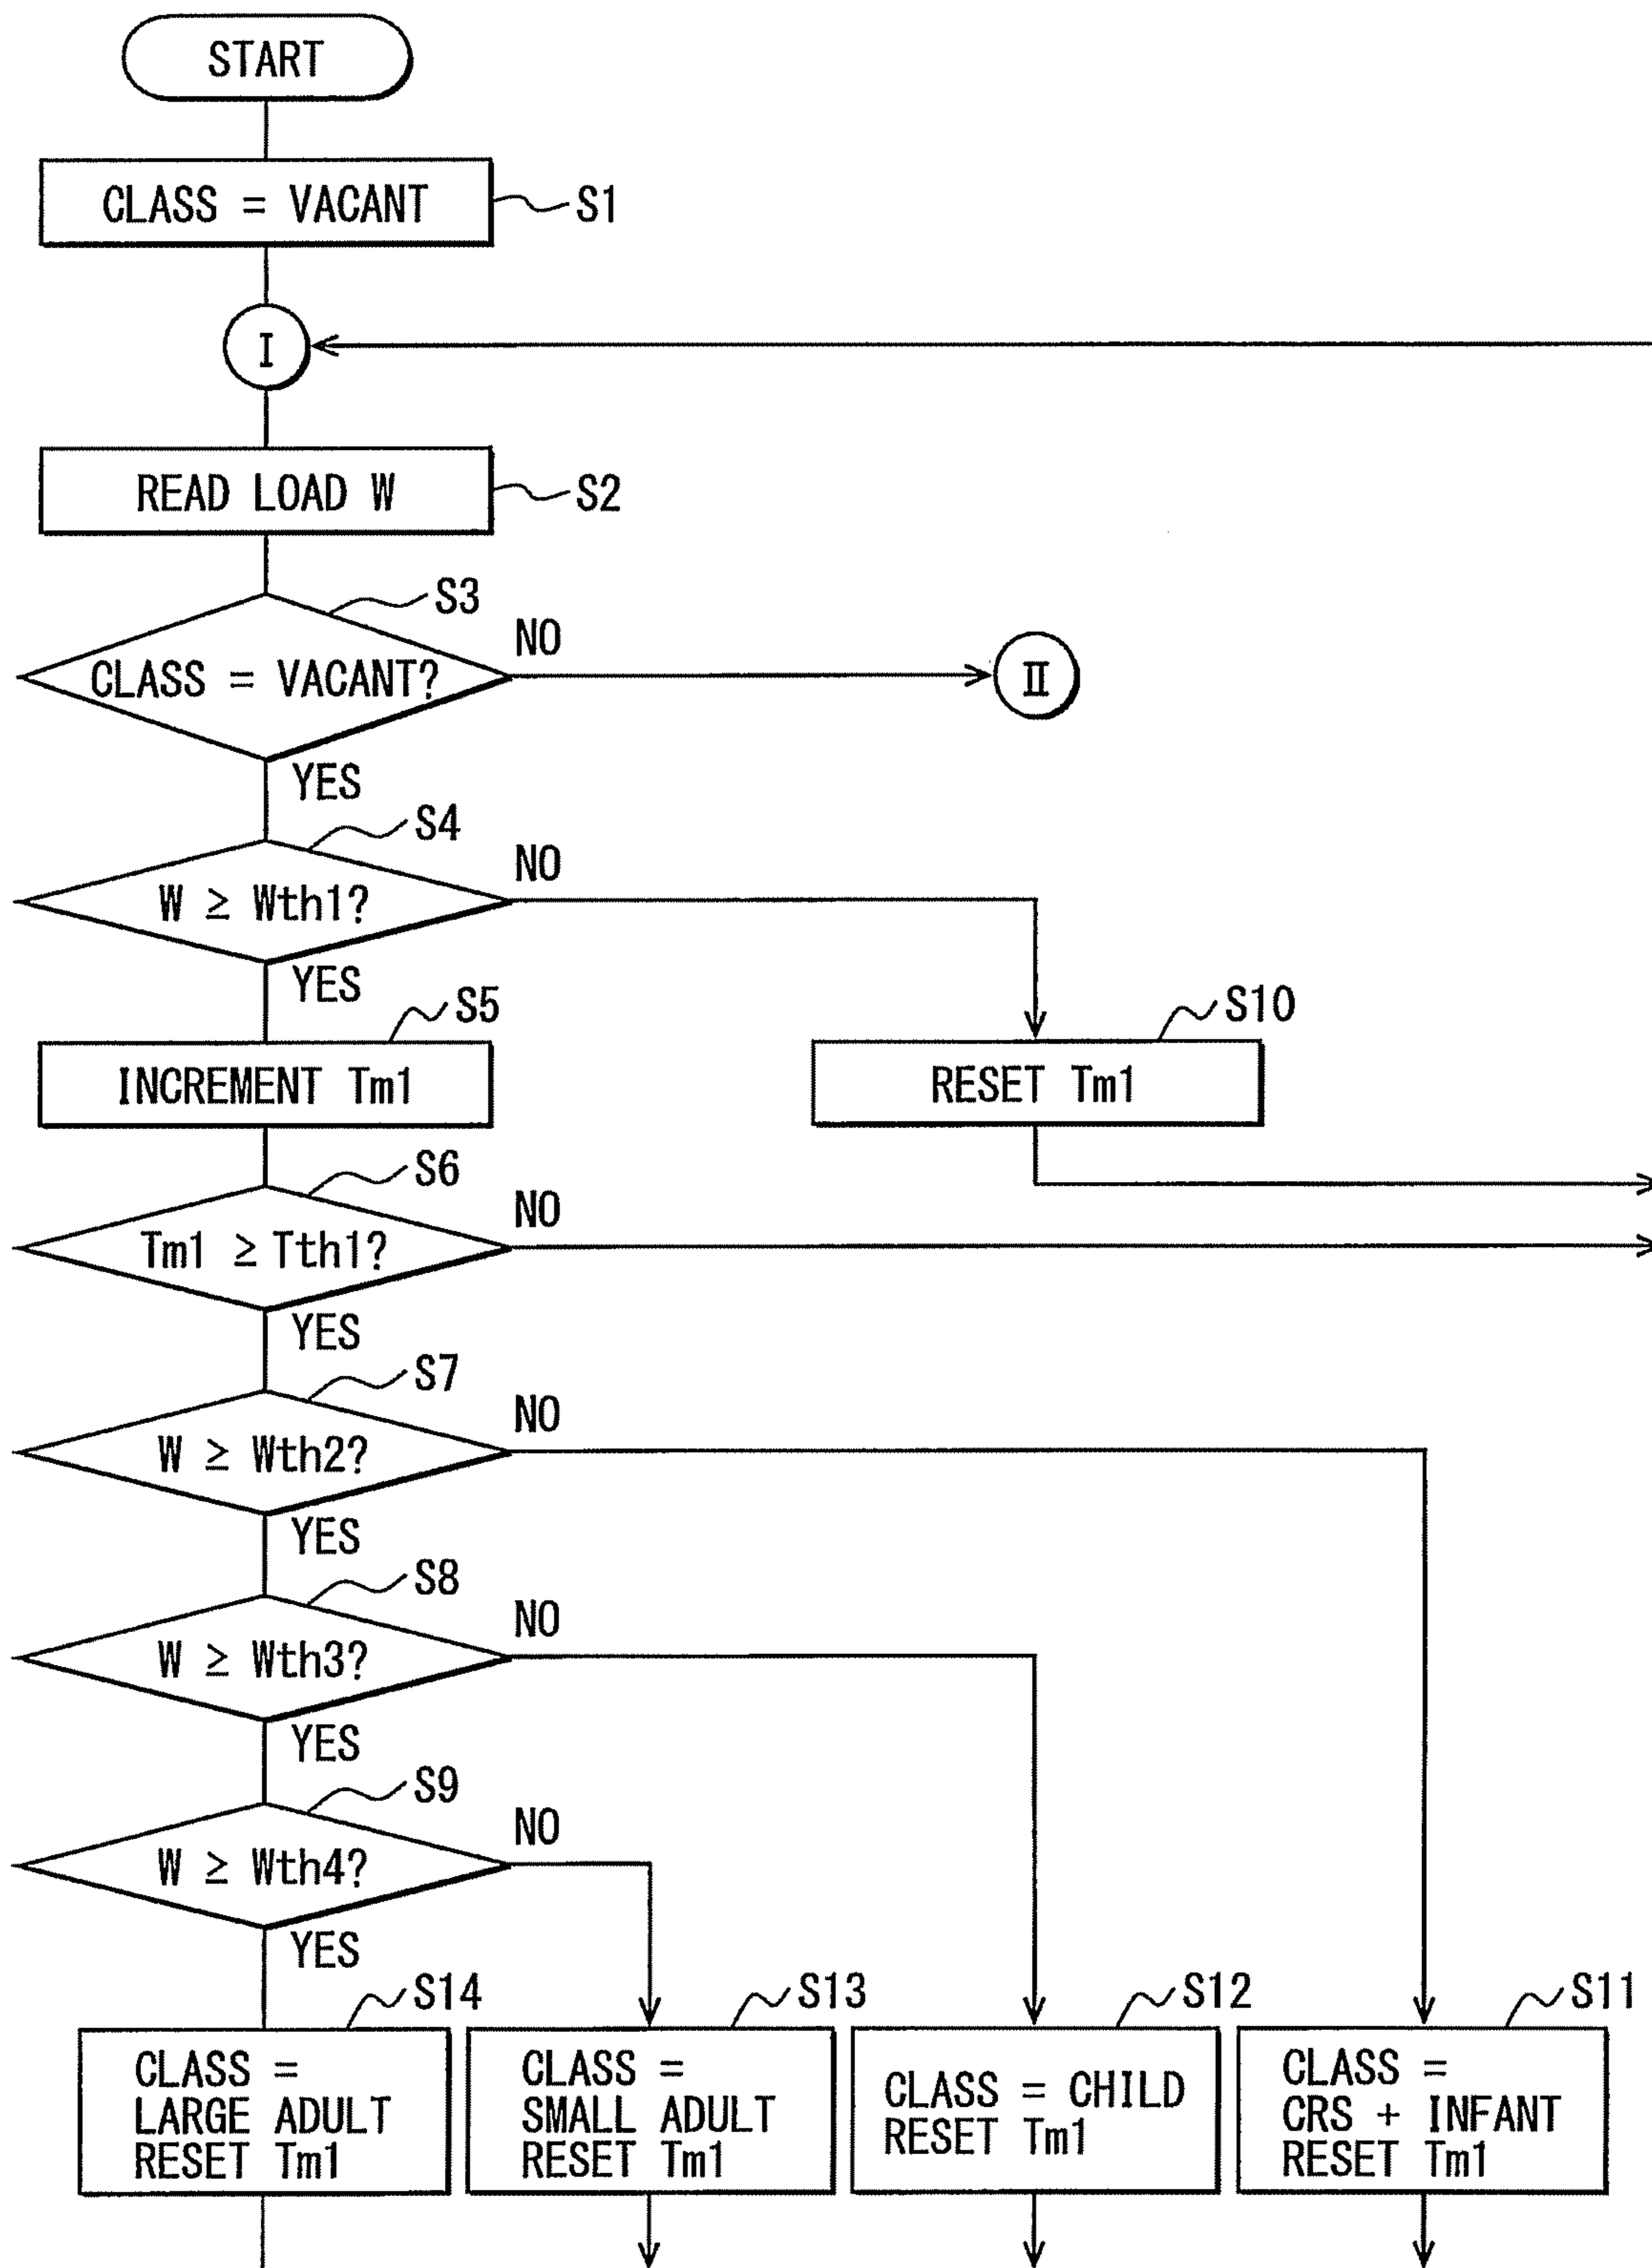 START
CLASS = VACANT
S1
I
READ LOAD W
S2
S3
CLASS = VACANT?
NO
II
YES
S4
W ≥ Wth1?
NO
YES
S5
INCREMENT Tm1
S10
RESET Tm1
S6
Tm1 ≥ Tth1?
NO
YES
S7
W ≥ Wth2?
NO
YES
S8
W ≥ Wth3?
NO
YES
S9
W ≥ Wth4?
NO
YES
S14
CLASS =
LARGE ADULT
RESET Tm1
S13
CLASS =
SMALL ADULT
RESET Tm1
S12
CLASS = CHILD
RESET Tm1
S11
CLASS =
CRS + INFANT
RESET Tm1